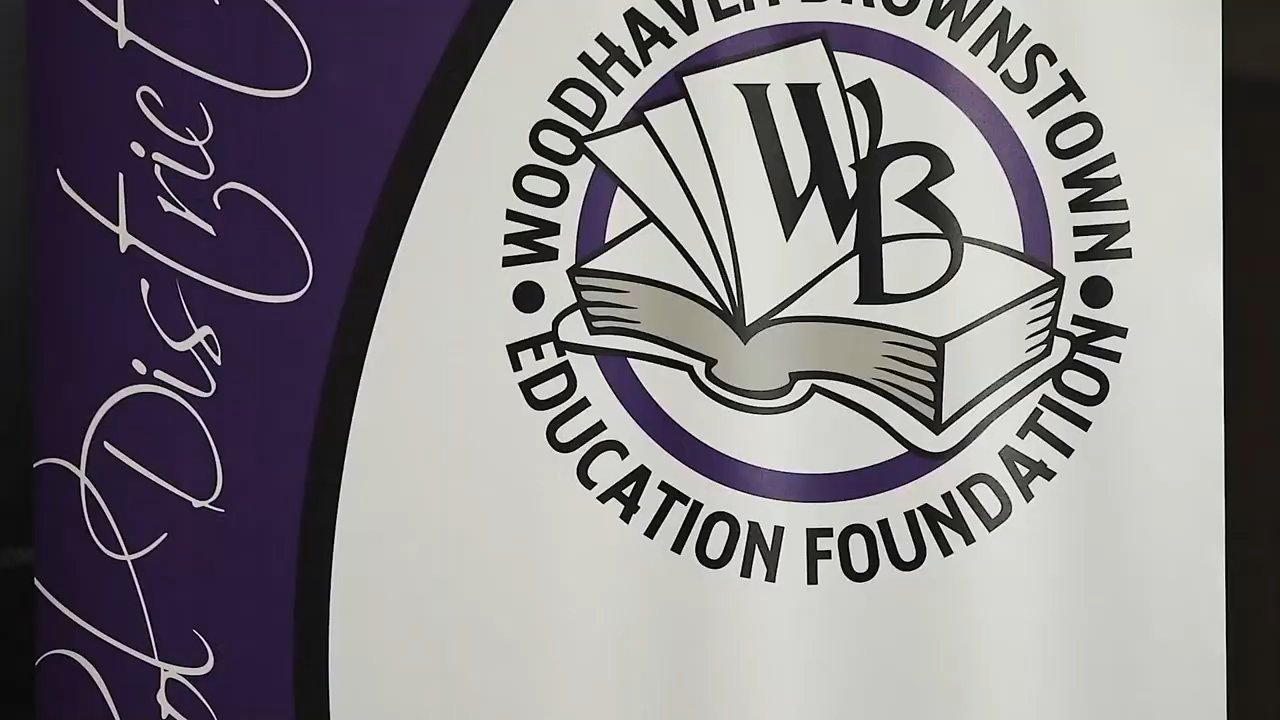 WOODHAVEN BROWNSTOWN
WB
• EDUCATION FOUNDATION •
District